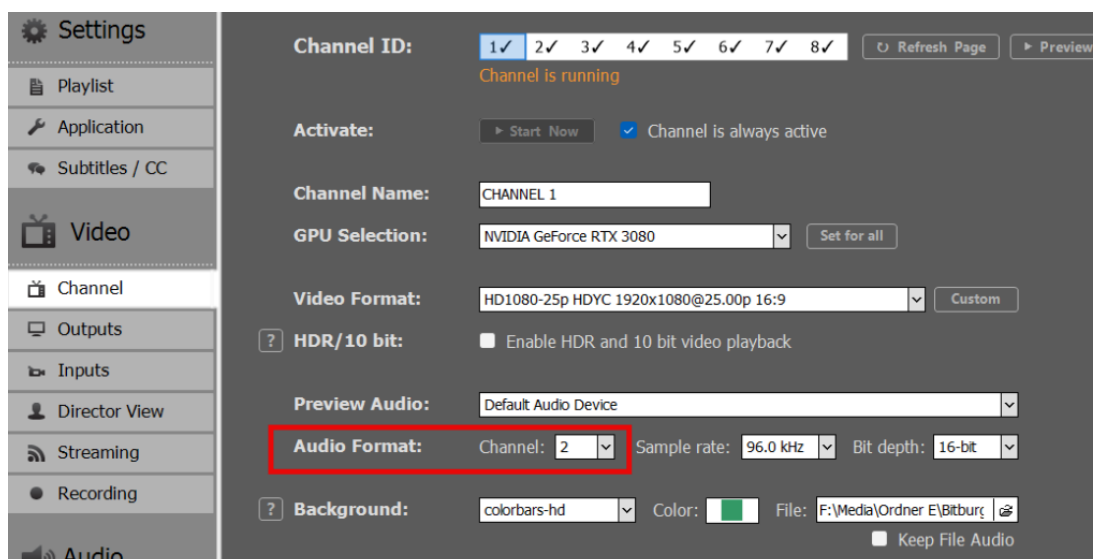 Settings
Playlist
Application
Subtitles / CC
Video
Channel
Outputs
Inputs
Director View
Streaming
Recording
Audio
Channel ID: 1✓ 2✓ 3✓ 4✓ 5✓ 6✓ 7✓ 8✓ Refresh Page Preview
Channel is running
Activate: Start Now Channel is always active
Channel Name: CHANNEL 1
GPU Selection: NVIDIA GeForce RTX 3080 Set for all
Video Format: HD1080-25p HDYC 1920x1080@25.00p 16:9 Custom
? HDR/10 bit: Enable HDR and 10 bit video playback
Preview Audio: Default Audio Device
Audio Format: Channel: 2 Sample rate: 96.0 kHz Bit depth: 16-bit
? Background: colorbars-hd Color: File: F:\Media\Ordner E\Bitburg
Keep File Audio